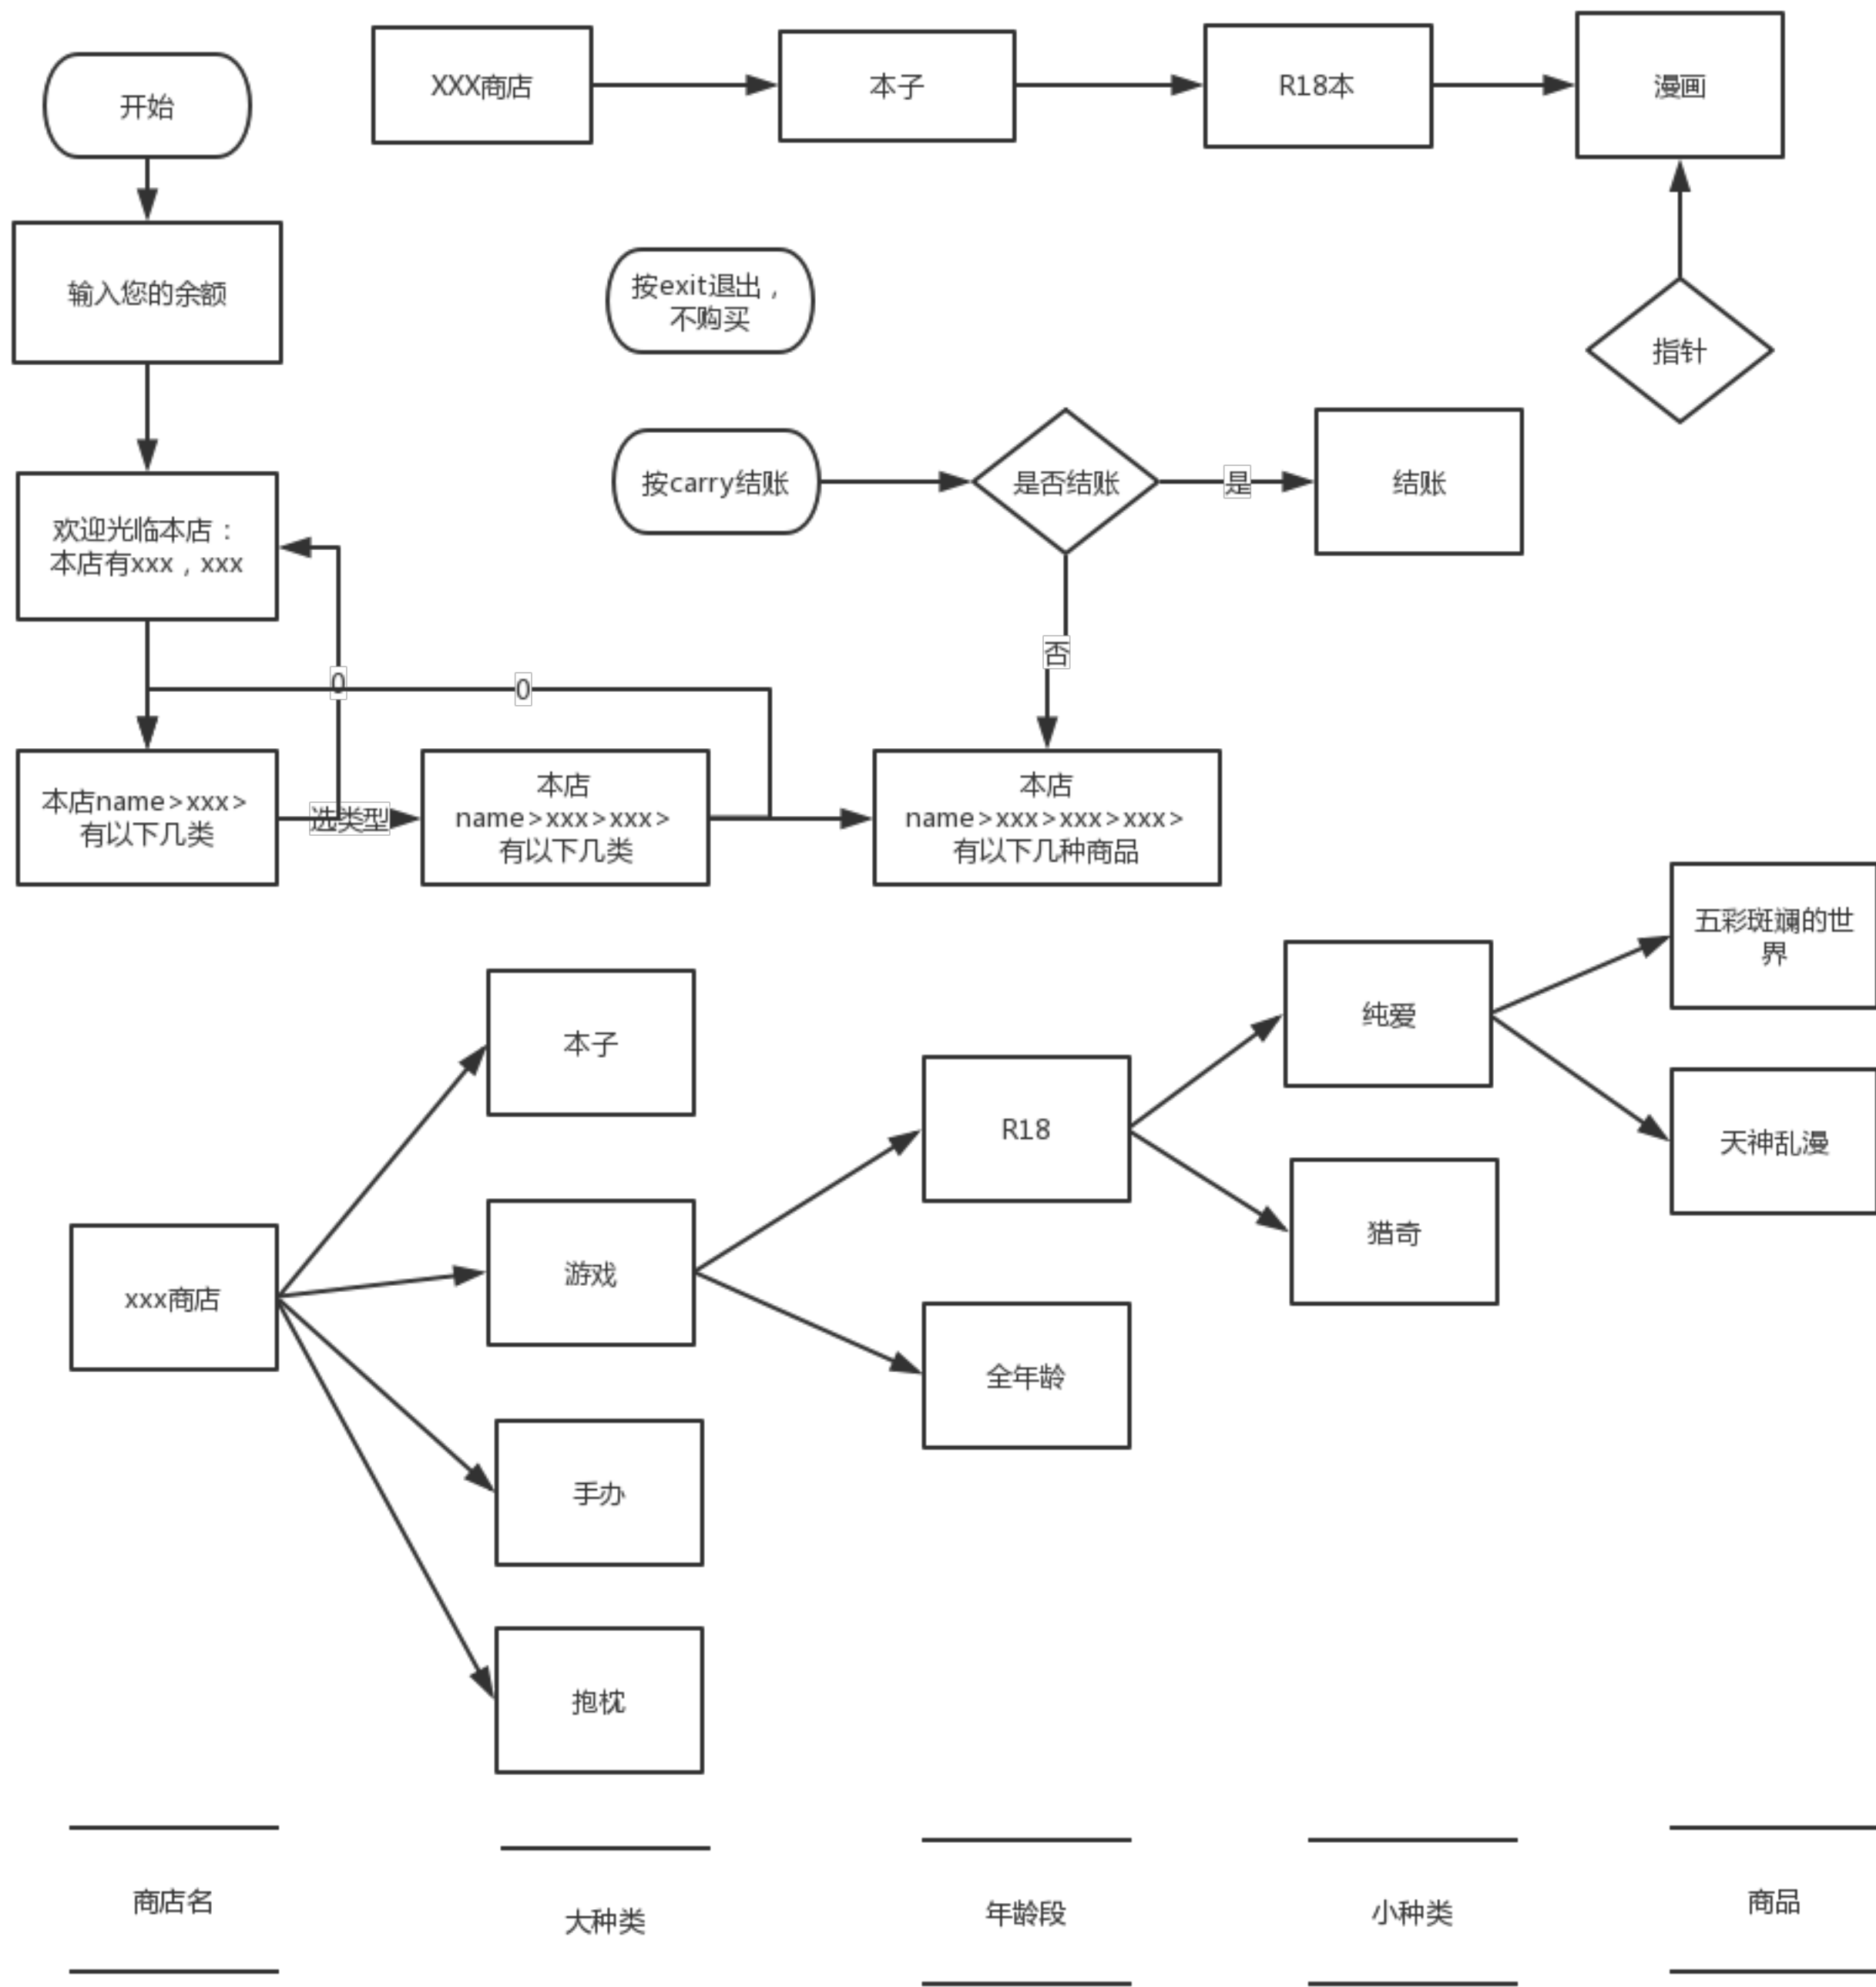 开始
XXX商店
本子
R18本
漫画
输入您的余额
按exit退出，
不购买
指针
按carry结账
是否结账
是
结账
欢迎光临本店：
本店有xxx，xxx
否
0
0
本店name>xxx>
有以下几类
选类型
本店
name>xxx>xxx>
有以下几类
本店
name>xxx>xxx>xxx>
有以下几种商品
五彩斑斓的世
界
本子
纯爱
R18
天神乱漫
猎奇
游戏
xxx商店
全年龄
手办
抱枕
商店名
大种类
年龄段
小种类
商品